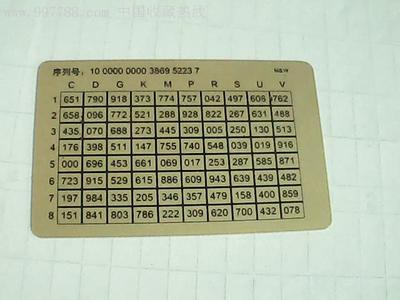 www.997788.com 中国收藏热线
序列号: 10 0000 0000 3869 5223 7 NEW
C D G K M P R S U V
1 651 790 918 373 774 757 042 497 606 762
2 658 096 772 521 288 928 822 267 631 488
3 435 070 688 273 445 309 005 250 130 513
4 176 398 511 147 755 740 548 039 019 916
5 000 696 453 661 069 017 253 287 585 871
6 723 915 529 615 886 609 943 639 439 482
7 197 984 335 205 346 357 479 158 400 859
8 151 841 803 786 222 309 620 700 432 078